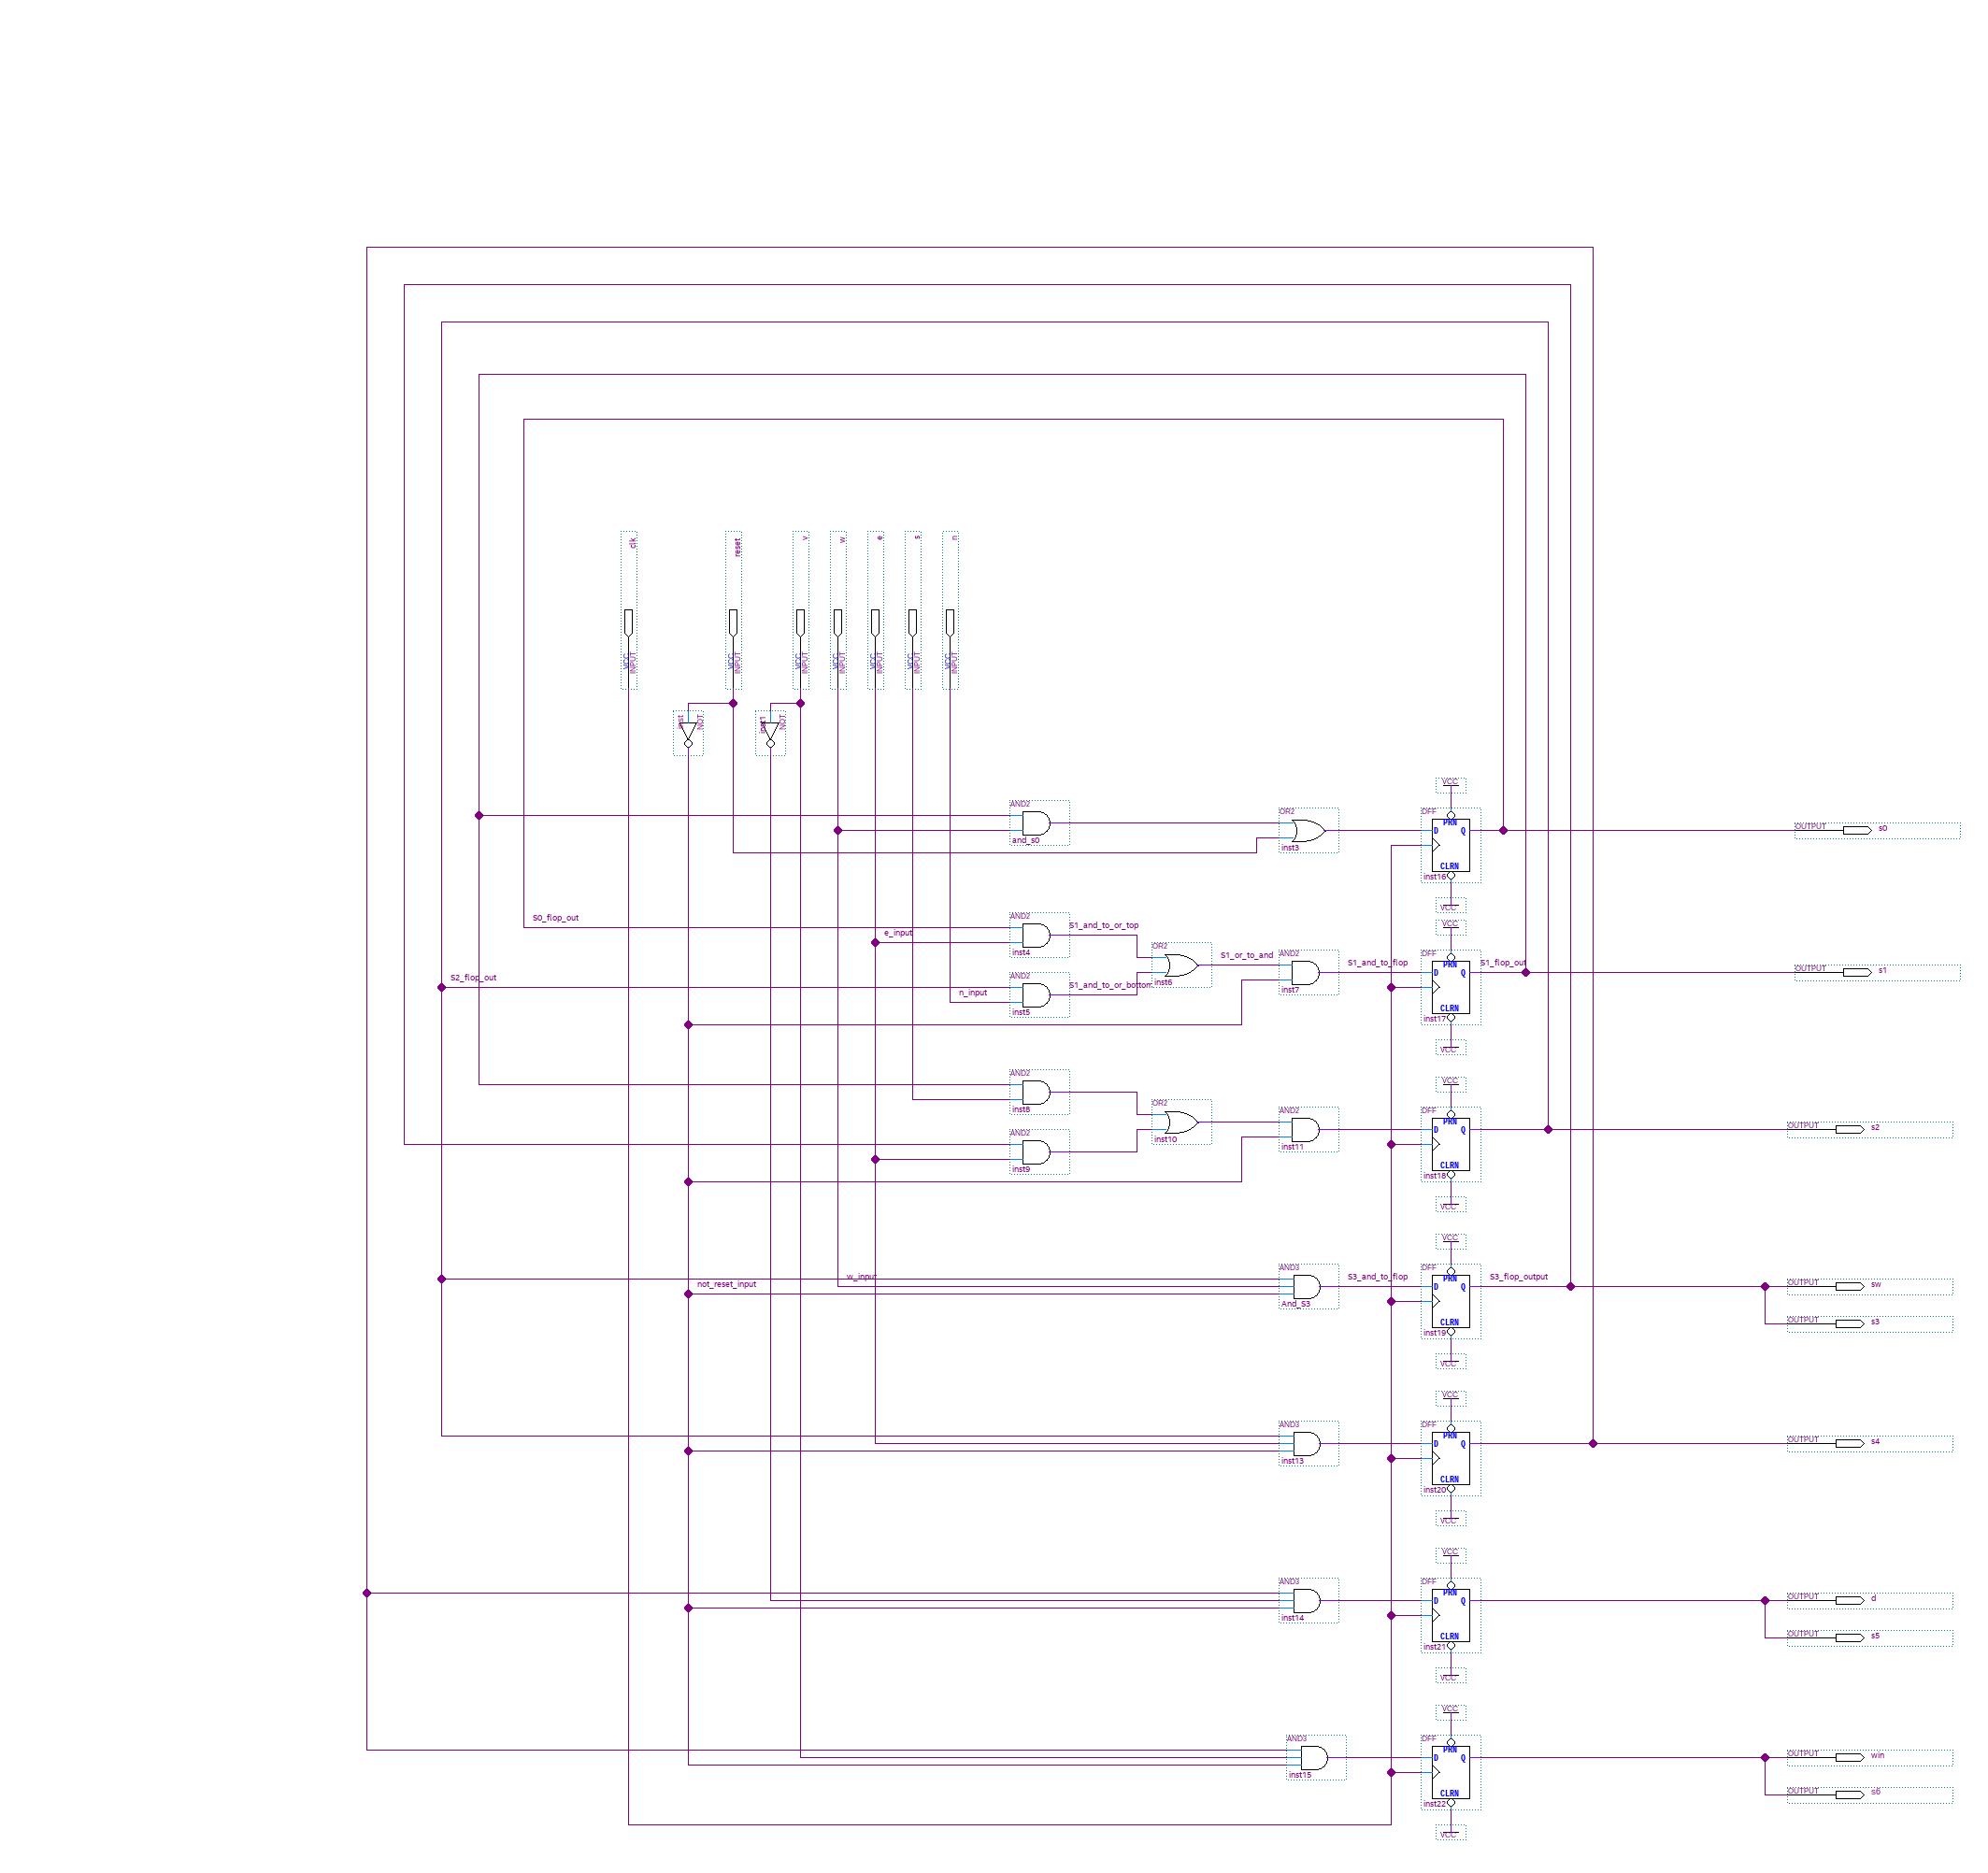 clk
reset
v
w
e
s
n
VCC
INPUT
VCC
INPUT
VCC
INPUT
VCC
INPUT
VCC
INPUT
VCC
INPUT
VCC
INPUT
inst
NOT
inst1
NOT
VCC
AND2
and_s0
OR2
inst3
DFF
PRN
D
Q
CLRN
inst16
VCC
OUTPUT
s0
S0_flop_out
AND2
inst4
e_input
S1_and_to_or_top
OR2
inst6
S1_or_to_and
AND2
inst7
S1_and_to_flop
VCC
DFF
PRN
D
Q
CLRN
inst17
VCC
S1_flop_out
OUTPUT
s1
S2_flop_out
AND2
inst5
n_input
S1_and_to_or_bottom
AND2
inst8
OR2
inst10
AND2
inst9
AND2
inst11
VCC
DFF
PRN
D
Q
CLRN
inst18
VCC
OUTPUT
s2
not_reset_input
w_input
AND3
And_S3
S3_and_to_flop
VCC
DFF
PRN
D
Q
CLRN
inst19
VCC
S3_flop_output
OUTPUT
sw
OUTPUT
s3
AND3
inst13
VCC
DFF
PRN
D
Q
CLRN
inst20
VCC
OUTPUT
s4
AND3
inst14
VCC
DFF
PRN
D
Q
CLRN
inst21
VCC
OUTPUT
d
OUTPUT
s5
AND3
inst15
VCC
DFF
PRN
D
Q
CLRN
inst22
VCC
OUTPUT
win
OUTPUT
s6